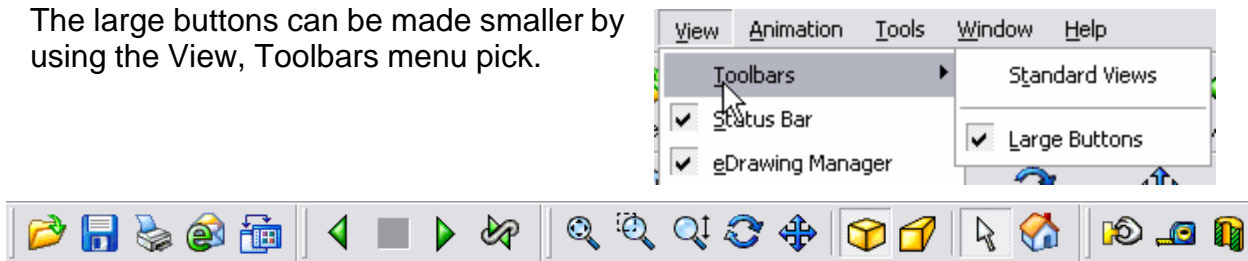 The large buttons can be made smaller by
using the View, Toolbars menu pick.
View Animation Tools Window Help
Toolbars
Standard Views
Status Bar
Large Buttons
eDrawing Manager